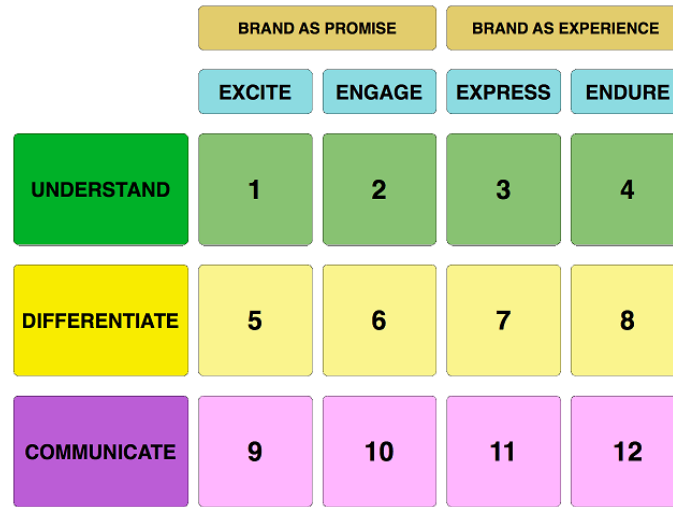 BRAND AS PROMISE BRAND AS EXPERIENCE
EXCITE ENGAGE EXPRESS ENDURE
UNDERSTAND 1 2 3 4
DIFFERENTIATE 5 6 7 8
COMMUNICATE 9 10 11 12